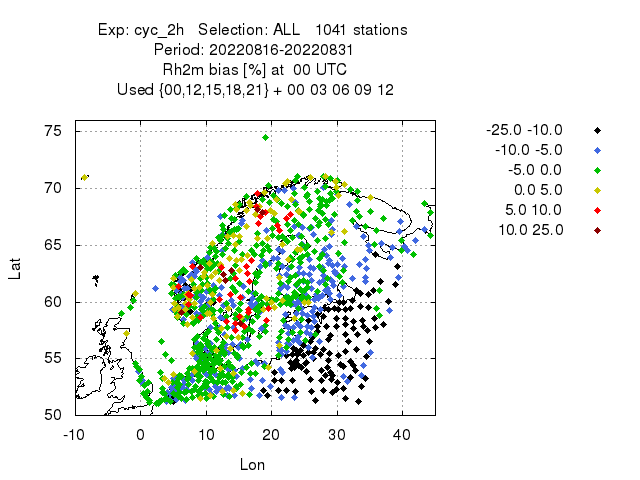 Exp: cyc_2h   Selection: ALL   1041 stations
Period: 20220816-20220831
Rh2m bias [%] at  00 UTC
Used {00,12,15,18,21} + 00 03 06 09 12
-25.0 -10.0
-10.0 -5.0
-5.0 0.0
0.0 5.0
5.0 10.0
10.0 25.0
75
70
65
60
55
50
Lat
-10 0 10 20 30 40
Lon